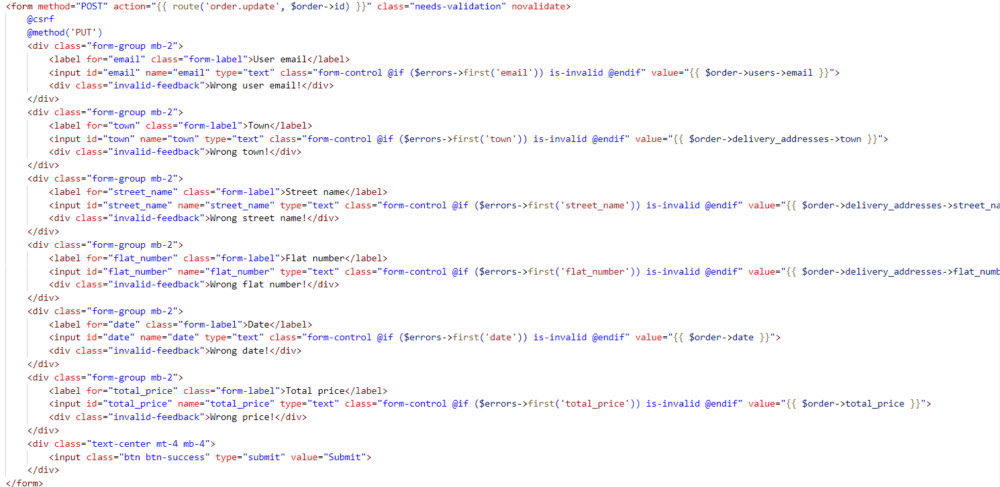 <form method="POST" action="{{ route('order.update', $order->id) }}" class="needs-validation" novalidate>
    @csrf
    @method('PUT')
    <div class="form-group mb-2">
        <label for="email" class="form-label">User email</label>
        <input id="email" name="email" type="text" class="form-control @if ($errors->first('email')) is-invalid @endif" value="{{ $order->users->email }}">
        <div class="invalid-feedback">Wrong user email!</div>
    </div>
    <div class="form-group mb-2">
        <label for="town" class="form-label">Town</label>
        <input id="town" name="town" type="text" class="form-control @if ($errors->first('town')) is-invalid @endif" value="{{ $order->delivery_addresses->town }}">
        <div class="invalid-feedback">Wrong town!</div>
    </div>
    <div class="form-group mb-2">
        <label for="street_name" class="form-label">Street name</label>
        <input id="street_name" name="street_name" type="text" class="form-control @if ($errors->first('street_name')) is-invalid @endif" value="{{ $order->delivery_addresses->street_na
        <div class="invalid-feedback">Wrong street name!</div>
    </div>
    <div class="form-group mb-2">
        <label for="flat_number" class="form-label">Flat number</label>
        <input id="flat_number" name="flat_number" type="text" class="form-control @if ($errors->first('flat_number')) is-invalid @endif" value="{{ $order->delivery_addresses->flat_numb
        <div class="invalid-feedback">Wrong flat number!</div>
    </div>
    <div class="form-group mb-2">
        <label for="date" class="form-label">Date</label>
        <input id="date" name="date" type="text" class="form-control @if ($errors->first('date')) is-invalid @endif" value="{{ $order->date }}">
        <div class="invalid-feedback">Wrong date!</div>
    </div>
    <div class="form-group mb-2">
        <label for="total_price" class="form-label">Total price</label>
        <input id="total_price" name="total_price" type="text" class="form-control @if ($errors->first('total_price')) is-invalid @endif" value="{{ $order->total_price }}">
        <div class="invalid-feedback">Wrong price!</div>
    </div>
    <div class="text-center mt-4 mb-4">
        <input class="btn btn-success" type="submit" value="Submit">
    </div>
</form>